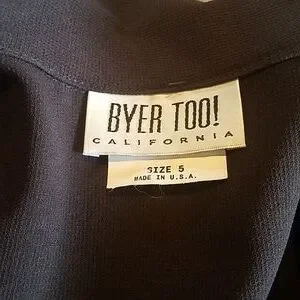 BYER TOO!
CALIFORNIA
SIZE 5
MADE IN U.S.A.